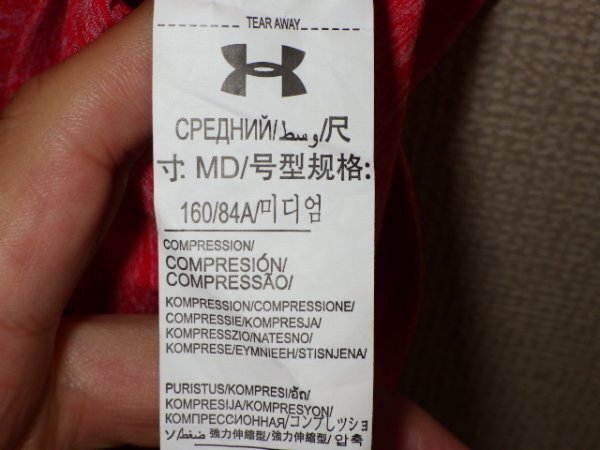 TEAR AWAY
СРЕДНИЙ/وسط/尺
寸: MD/号型规格:
160/84A/미디엄
COMPRESSION/
COMPRESIÓN/
COMPRESSÃO/
KOMPRESSION/COMPRESSIONE/
COMPRESSIE/KOMPRESJA/
KOMPRESSZIO/NATESNO/
KOMPRESE/EYMNIEEH/STISNJENA/
PURISTUS/KOMPRESI/อัด/
KOMPRESIJA/KOMPRESYON/
КОМПРЕССИОННАЯ/コンプレッショ
ン/ضغط/強力伸縮型/強力伸縮型/압축